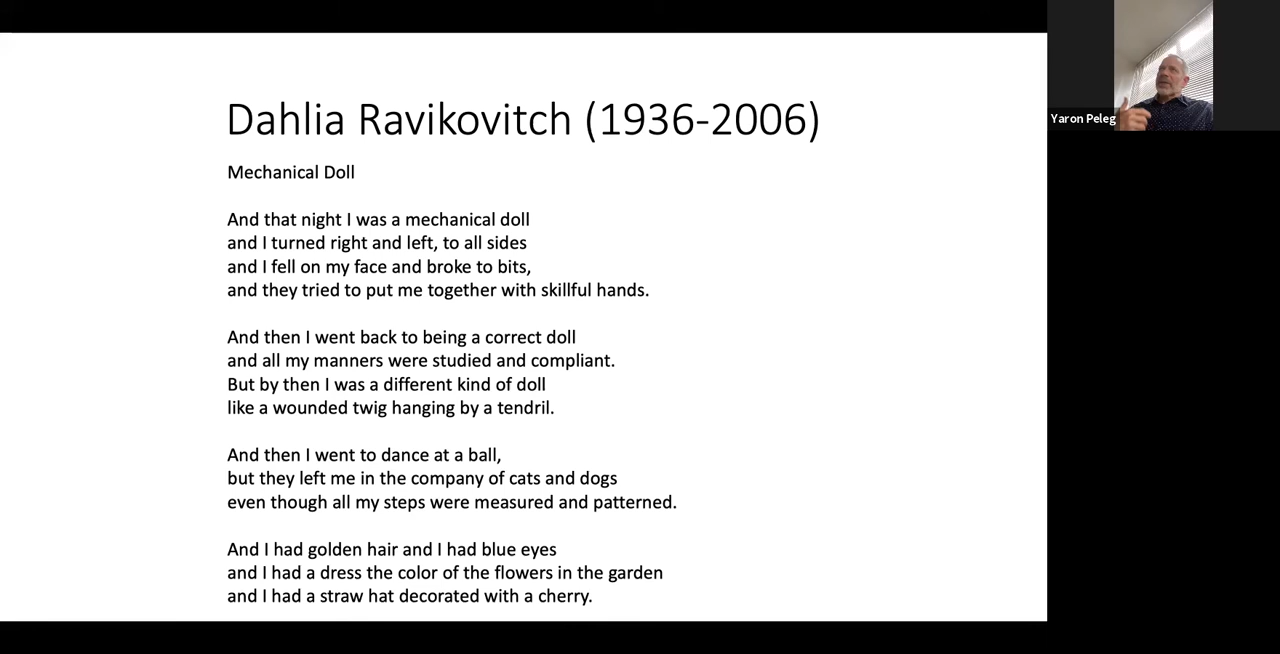 Dahlia Ravikovitch (1936-2006)
Mechanical Doll
And that night I was a mechanical doll
and I turned right and left, to all sides
and I fell on my face and broke to bits,
and they tried to put me together with skillful hands.
And then I went back to being a correct doll
and all my manners were studied and compliant.
But by then I was a different kind of doll
like a wounded twig hanging by a tendril.
And then I went to dance at a ball,
but they left me in the company of cats and dogs
even though all my steps were measured and patterned.
And I had golden hair and I had blue eyes
and I had a dress the color of the flowers in the garden
and I had a straw hat decorated with a cherry.
Yaron Peleg